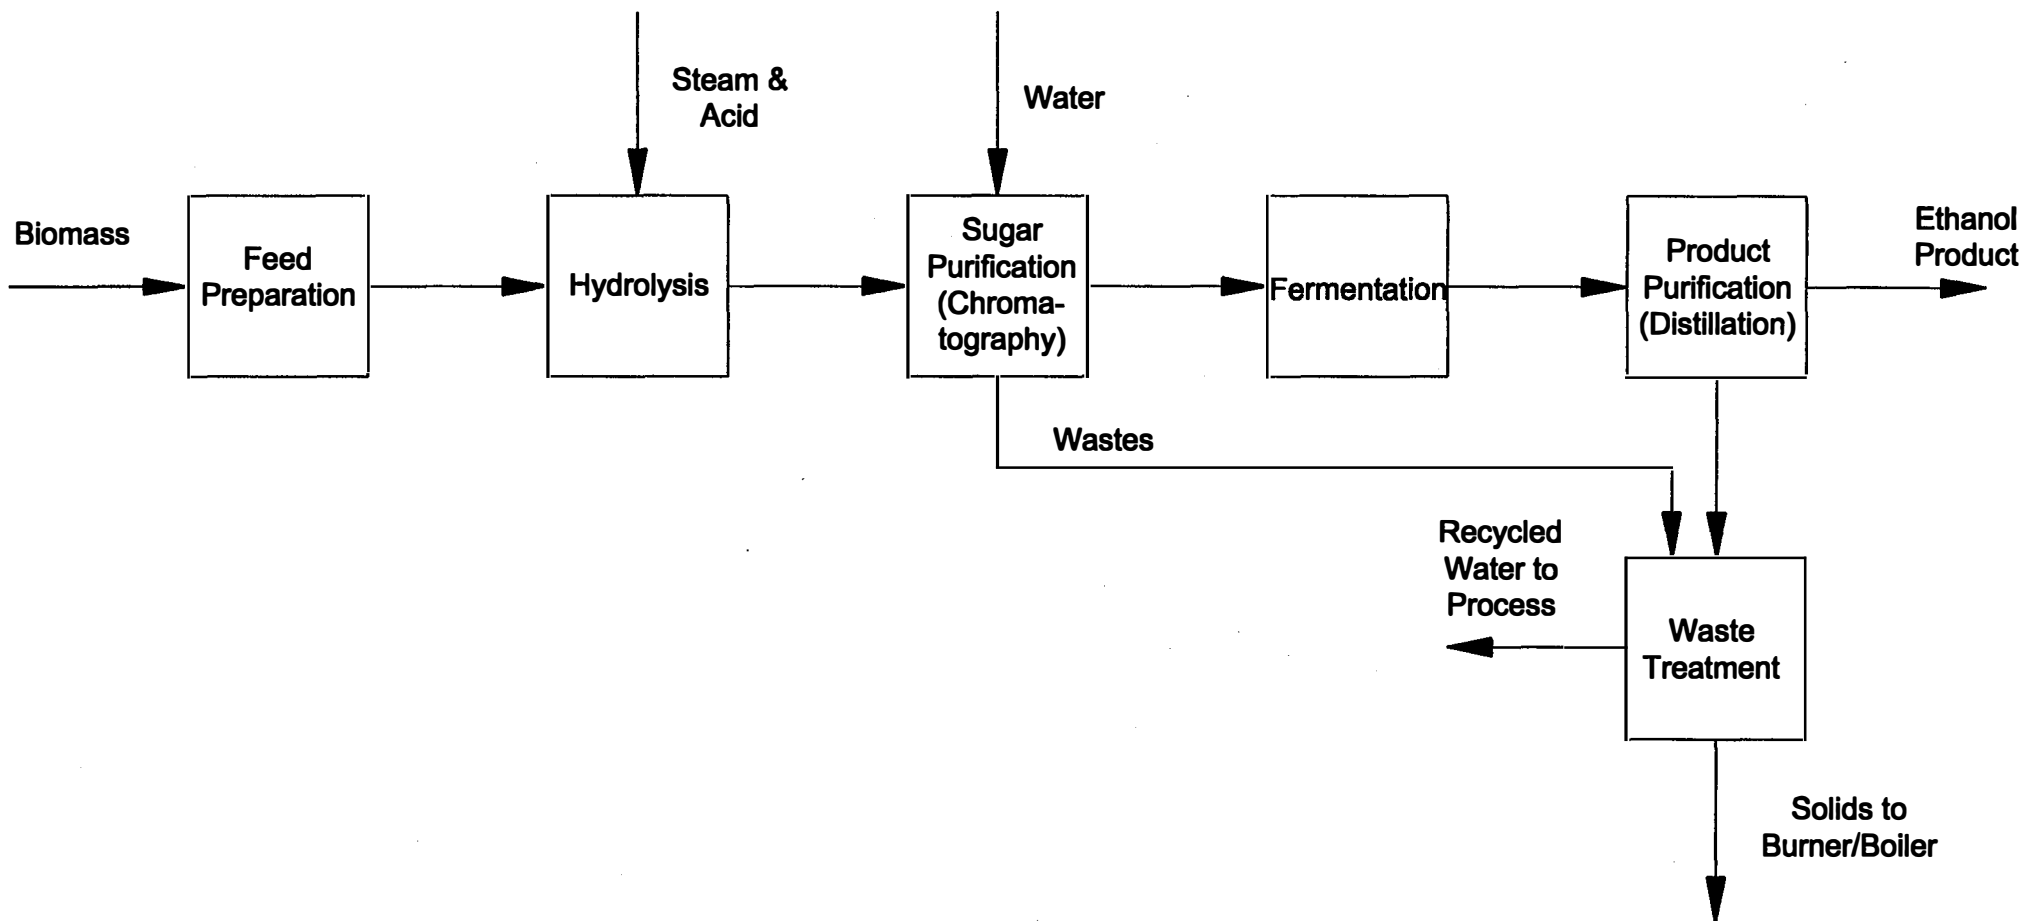 Steam &
Acid
Water
Biomass
Feed
Preparation
Hydrolysis
Sugar
Purification
(Chroma-
tography)
Fermentation
Product
Purification
(Distillation)
Ethanol
Product
Wastes
Recycled
Water to
Process
Waste
Treatment
Solids to
Burner/Boiler